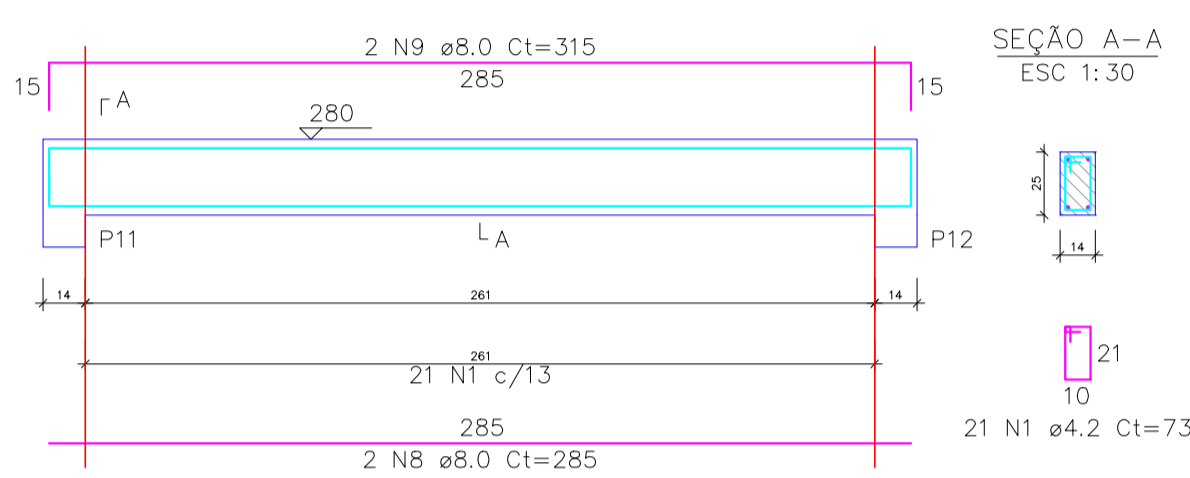 2 N9 ø8.0 Ct=315
SEÇÃO A-A
ESC 1:30
15
285
15
A
280
25
P11
A
P12
14
14
261
14
261
21 N1 c/13
21
10
285
21 N1 ø4.2 Ct=73
2 N8 ø8.0 Ct=285